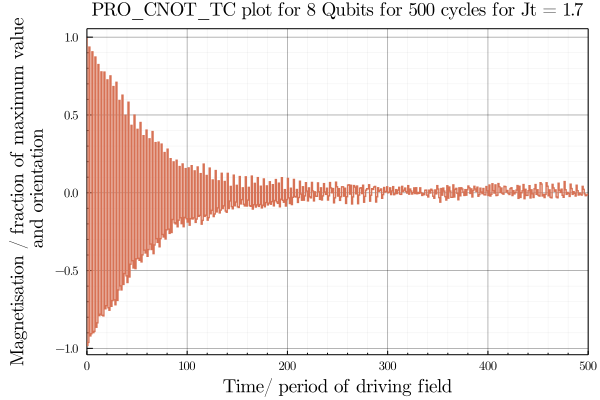 PRO_CNOT_TC plot for 8 Qubits for 500 cycles for Jt = 1.7
Magnetisation / fraction of maximum value
and orientation
1.0
0.5
0.0
−0.5
−1.0
0 100 200 300 400 500
Time/ period of driving field